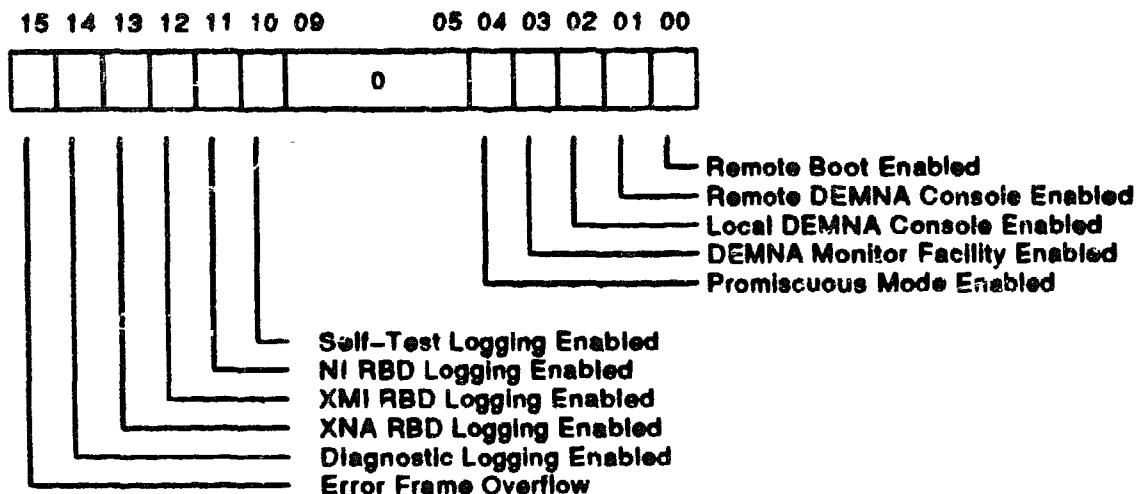 15 14 13 12 11 10 09 05 04 03 02 01 00
0
Remote Boot Enabled
Remote DEMNA Console Enabled
Local DEMNA Console Enabled
DEMNA Monitor Facility Enabled
Promiscuous Mode Enabled
Self-Test Logging Enabled
NI RBD Logging Enabled
XMI RBD Logging Enabled
XNA RBD Logging Enabled
Diagnostic Logging Enabled
Error Frame Overflow